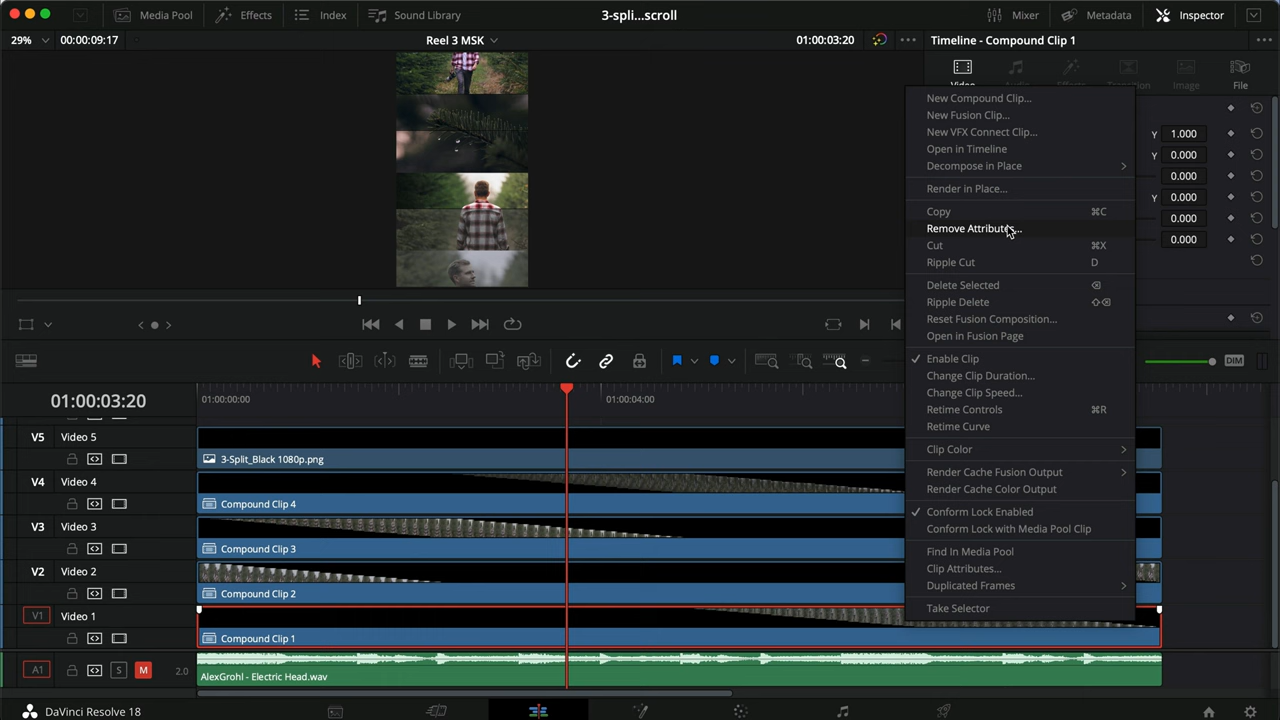 Media Pool
Effects
Index
Sound Library
3-spli...scroll
Mixer
Metadata
Inspector
29%
00:00:09:17
Reel 3 MSK
01:00:03:20
Timeline - Compound Clip 1
Video
Audio
Effects
Transition
Image
File
New Compound Clip...
New Fusion Clip...
New VFX Connect Clip...
Open in Timeline
Decompose in Place
Render in Place...
Copy ⌘C
Remove Attributes...
Cut ⌘X
Ripple Cut D
Delete Selected ⌫
Ripple Delete ⇧⌫
Reset Fusion Composition...
Open in Fusion Page
Enable Clip
Change Clip Duration...
Change Clip Speed...
Retime Controls ⌘R
Retime Curve
Clip Color
Render Cache Fusion Output
Render Cache Color Output
Conform Lock Enabled
Conform Lock with Media Pool Clip
Find In Media Pool
Clip Attributes...
Duplicated Frames
Take Selector
Y 1.000
Y 0.000
0.000
Y 0.000
0.000
0.000
DIM
01:00:03:20
01:00:00:00
01:00:04:00
V5 Video 5
3-Split_Black 1080p.png
V4 Video 4
Compound Clip 4
V3 Video 3
Compound Clip 3
V2 Video 2
Compound Clip 2
V1 Video 1
Compound Clip 1
A1 S M 2.0
AlexGrohl - Electric Head.wav
DaVinci Resolve 18